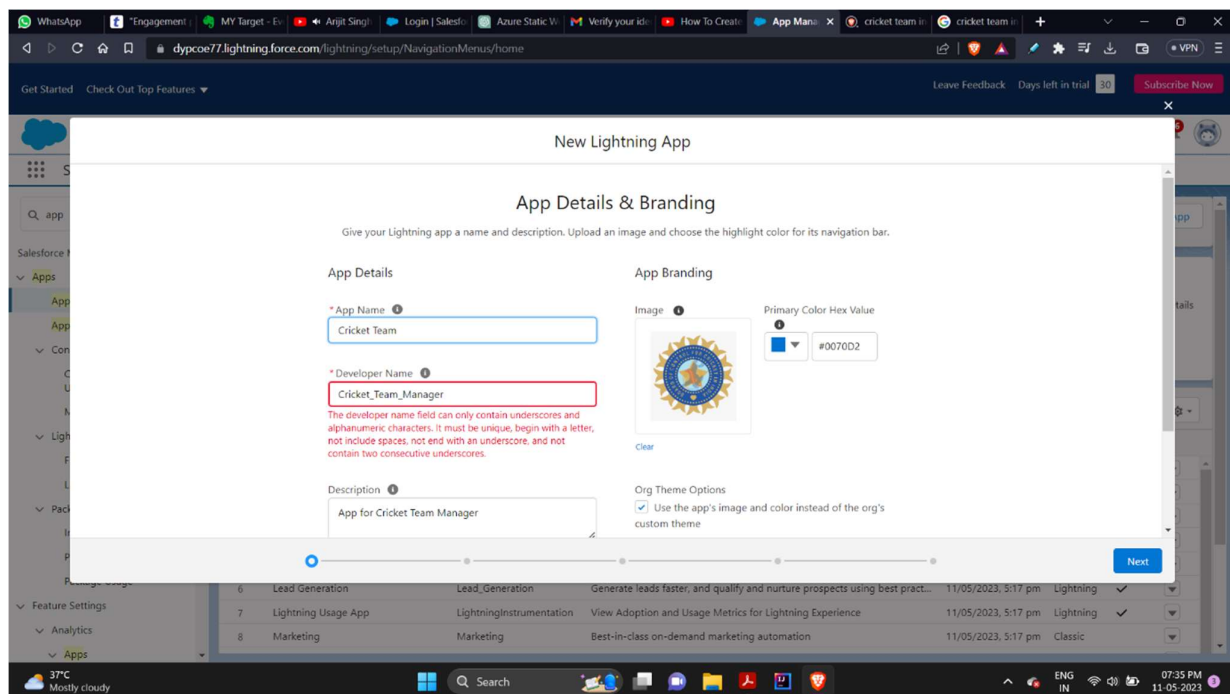 WhatsApp
"Engagement
MY Target - Ev
Arijit Singh
Login | Salesfo
Azure Static W
Verify your ide
How To Create
App Mana
cricket team in
cricket team in
dypcoe77.lightning.force.com/lightning/setup/NavigationMenus/home
VPN
Get Started Check Out Top Features
Leave Feedback Days left in trial 30 Subscribe Now
New Lightning App
App Details & Branding
Give your Lightning app a name and description. Upload an image and choose the highlight color for its navigation bar.
app
Salesforce
Apps
App
App
Con
Ligh
Pack
Package Usage
Feature Settings
Analytics
Apps
App Details
*App Name
Cricket Team
*Developer Name
Cricket_Team_Manager
The developer name field can only contain underscores and
alphanumeric characters. It must be unique, begin with a letter,
not include spaces, not end with an underscore, and not
contain two consecutive underscores.
Description
App for Cricket Team Manager
App Branding
Image
Clear
Primary Color Hex Value
#0070D2
Org Theme Options
Use the app's image and color instead of the org's
custom theme
Next
6 Lead Generation Lead_Generation Generate leads faster, and qualify and nurture prospects using best pract... 11/05/2023, 5:17 pm Lightning
7 Lightning Usage App LightningInstrumentation View Adoption and Usage Metrics for Lightning Experience 11/05/2023, 5:17 pm Lightning
8 Marketing Marketing Best-in-class on-demand marketing automation 11/05/2023, 5:17 pm Classic
37°C
Mostly cloudy
Search
ENG
IN
07:35 PM
11-05-2023